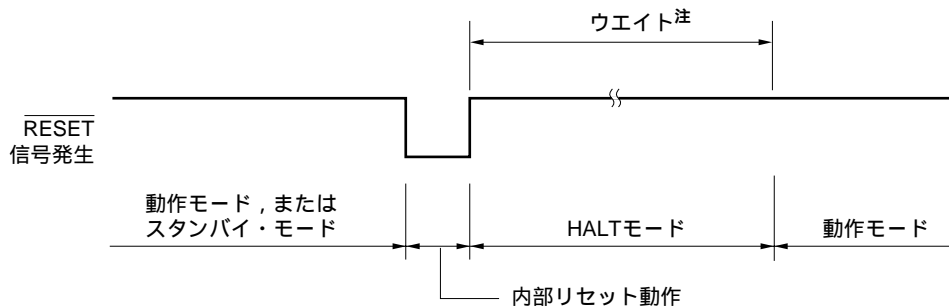 ウエイト注
RESET
信号発生
動作モード，または
スタンバイ・モード
HALTモード
動作モード
内部リセット動作